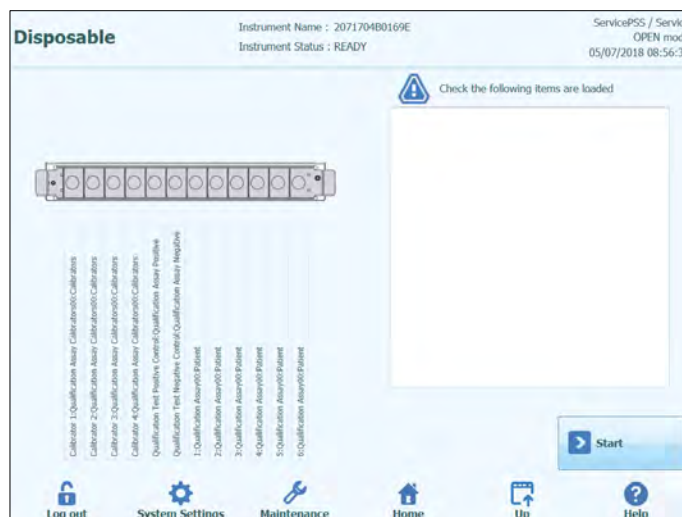 Disposable
Instrument Name : 2071704B0169E
Instrument Status : READY
ServicePSS / Servic
OPEN mod
05/07/2018 08:56:3
Check the following items are loaded
Calibrator 1:Qualification Assay Calibrators00:Calibrators
Calibrator 2:Qualification Assay Calibrators00:Calibrators
Calibrator 3:Qualification Assay Calibrators00:Calibrators
Calibrator 4:Qualification Assay Calibrators00:Calibrators
Qualification Test Positive Control:Qualification Assay Positive
Qualification Test Negative Control:Qualification Assay Negative
1:Qualification Assay00:Patient
2:Qualification Assay00:Patient
3:Qualification Assay00:Patient
4:Qualification Assay00:Patient
5:Qualification Assay00:Patient
6:Qualification Assay00:Patient
Start
Log out
System Settings
Maintenance
Home
Up
Help